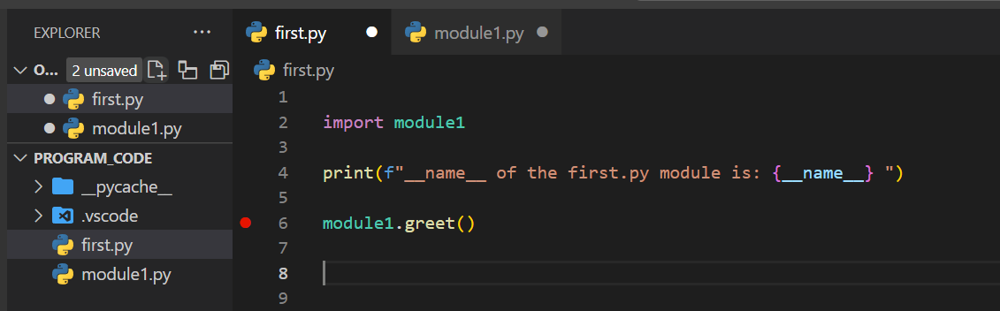 EXPLORER ···
O... 2 unsaved
first.py
module1.py
PROGRAM_CODE
__pycache__
.vscode
first.py
module1.py
first.py module1.py
first.py
1
2 import module1
3
4 print(f"__name__ of the first.py module is: {__name__} ")
5
6 module1.greet()
7
8
9